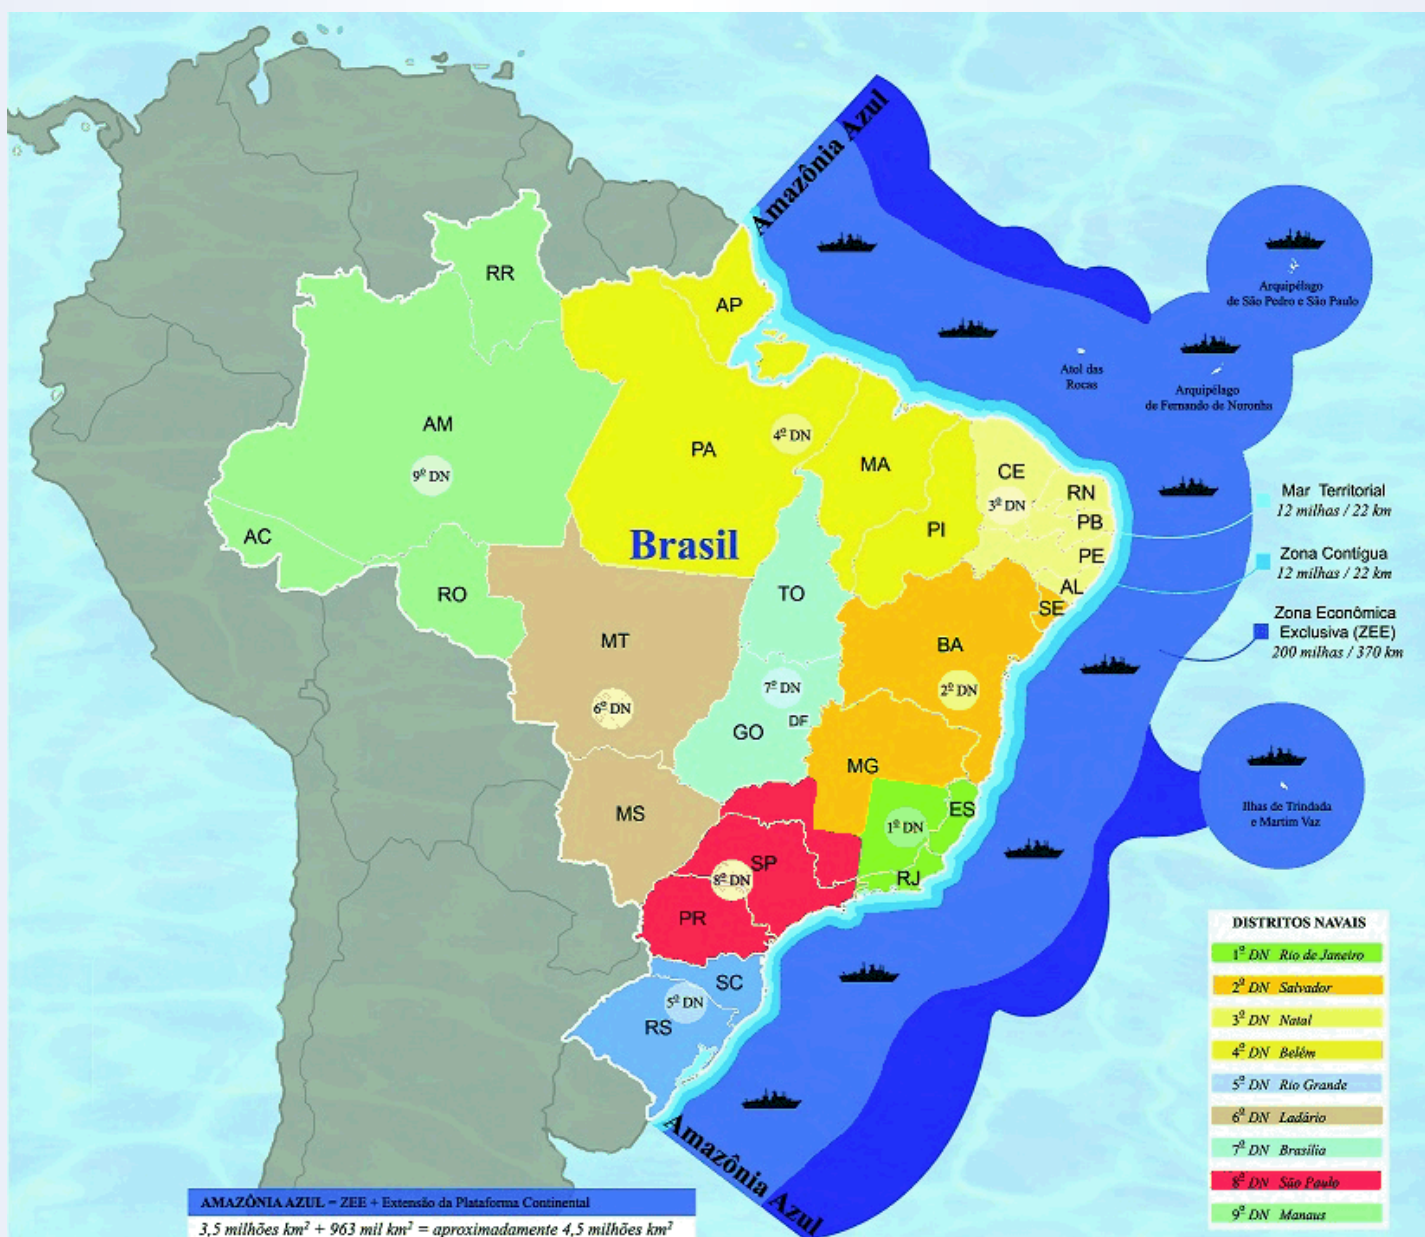 Amazônia Azul
Arquipélago
de São Pedro e São Paulo
RR
AP
Atol das
Rocas
Arquipélago
de Fernando de Noronha
AM
9º DN
PA
4º DN
MA
CE
3º DN
RN
PB
PE
AL
SE
PI
Mar Territorial
12 milhas / 22 km
Zona Contígua
12 milhas / 22 km
Zona Econômica
Exclusiva (ZEE)
200 milhas / 370 km
AC
RO
Brasil
TO
MT
6º DN
BA
2º DN
7º DN
DF
GO
MG
MS
ES
1º DN
RJ
SP
8º DN
PR
SC
5º DN
RS
Ilhas de Trindada
e Martim Vaz
Amazônia Azul
DISTRITOS NAVAIS
1º DN Rio de Janeiro
2º DN Salvador
3º DN Natal
4º DN Belém
5º DN Rio Grande
6º DN Ladário
7º DN Brasília
8º DN São Paulo
9º DN Manaus
AMAZÔNIA AZUL = ZEE + Extensão da Plataforma Continental
3,5 milhões km² + 963 mil km² = aproximadamente 4,5 milhões km²